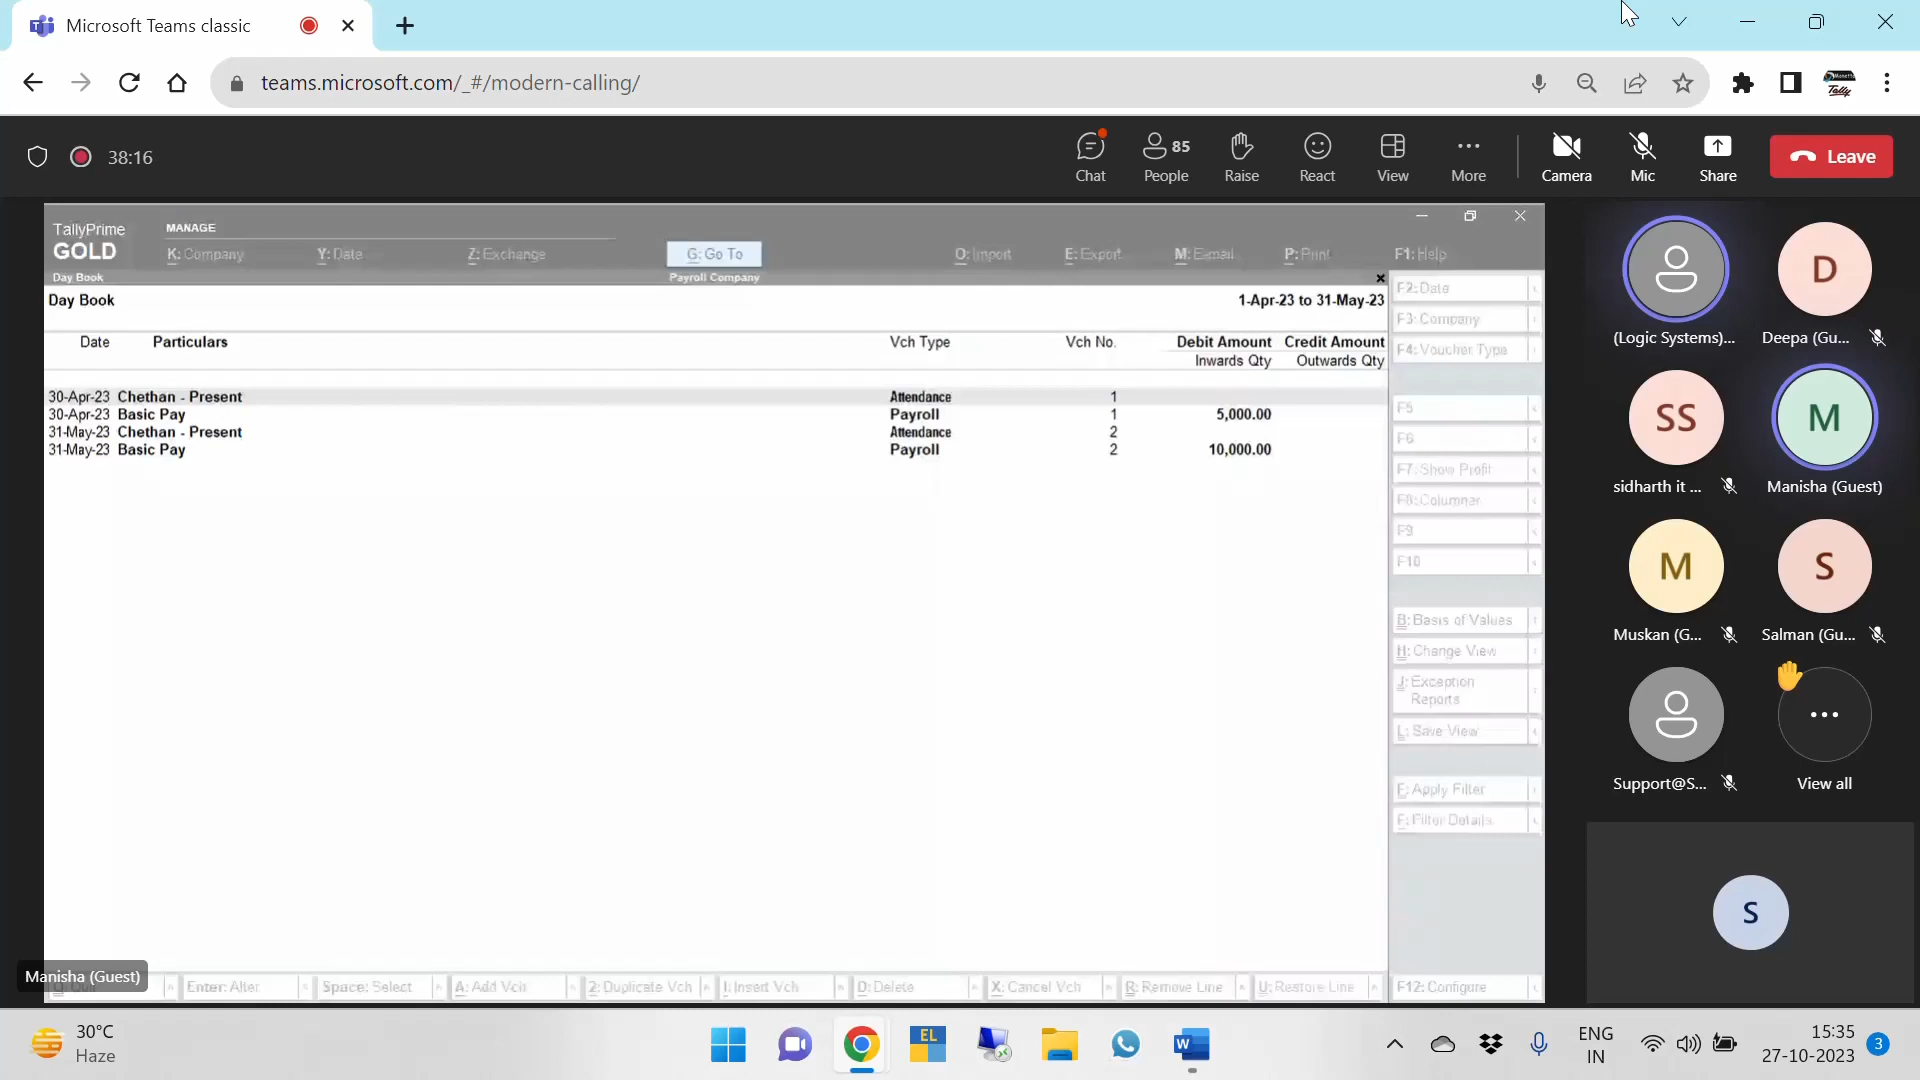 Microsoft Teams classic
teams.microsoft.com/_#/modern-calling/
38:16
Chat
85
People
Raise
React
View
More
Camera
Mic
Share
Leave
TallyPrime
GOLD
MANAGE
K: Company
Y: Date
Z: Exchange
G: Go To
O: Import
E: Export
M: E-mail
P: Print
F1: Help
Day Book
Payroll Company
Day Book
1-Apr-23 to 31-May-23
Date Particulars Vch Type Vch No. Debit Amount Credit Amount
Inwards Qty Outwards Qty
30-Apr-23 Chethan - Present Attendance 1
30-Apr-23 Basic Pay Payroll 1 5,000.00
31-May-23 Chethan - Present Attendance 2
31-May-23 Basic Pay Payroll 2 10,000.00
F2: Date
F3: Company
F4: Voucher Type
F5
F6
F7: Show Profit
F8: Columnar
F9
F10
B: Basis of Values
H: Change View
J: Exception
Reports
L: Save View
F: Apply Filter
F: Filter Details
F12: Configure
Enter: Alter
Space: Select
A: Add Vch
2: Duplicate Vch
I: Insert Vch
D: Delete
X: Cancel Vch
R: Remove Line
U: Restore Line
Manisha (Guest)
(Logic Systems)...
D
Deepa (Gu...
SS
sidharth it ...
M
Manisha (Guest)
M
Muskan (G...
S
Salman (Gu...
Support@S...
View all
S
30°C
Haze
EL
W
ENG
IN
15:35
27-10-2023
3